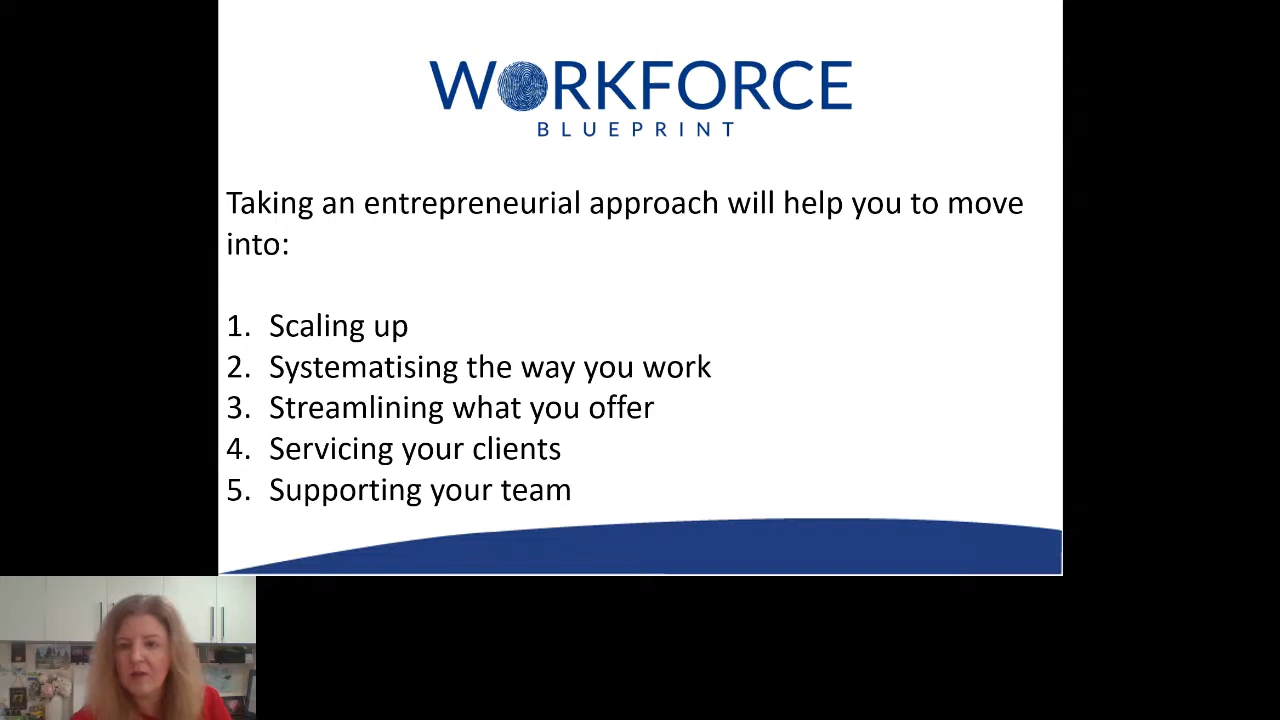 WORKFORCE
BLUEPRINT
Taking an entrepreneurial approach will help you to move
into:
1. Scaling up
2. Systematising the way you work
3. Streamlining what you offer
4. Servicing your clients
5. Supporting your team